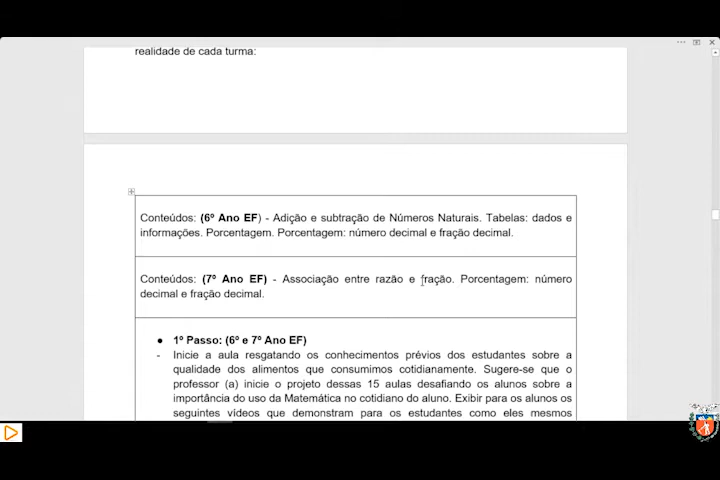 realidade de cada turma:
Conteúdos: (6º Ano EF) - Adição e subtração de Números Naturais. Tabelas: dados e
informações. Porcentagem. Porcentagem: número decimal e fração decimal.
Conteúdos: (7º Ano EF) - Associação entre razão e fração. Porcentagem: número
decimal e fração decimal.
● 1º Passo: (6º e 7º Ano EF)
- Inicie a aula resgatando os conhecimentos prévios dos estudantes sobre a
qualidade dos alimentos que consumimos cotidianamente. Sugere-se que o
professor (a) inicie o projeto dessas 15 aulas desafiando os alunos sobre a
importância do uso da Matemática no cotidiano do aluno. Exibir para os alunos os
seguintes vídeos que demonstram para os estudantes como eles mesmos